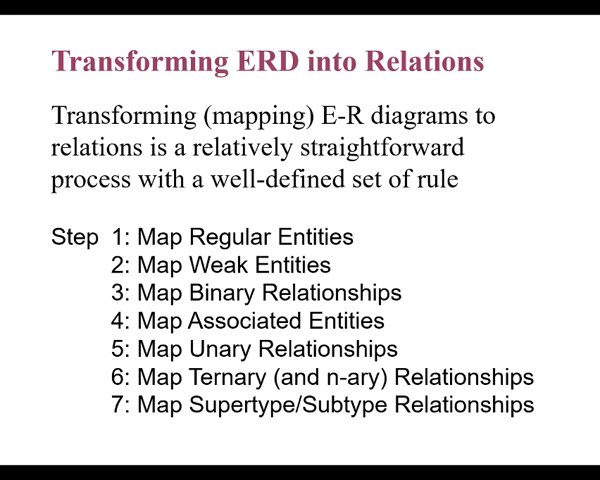 Transforming ERD into Relations
Transforming (mapping) E-R diagrams to
relations is a relatively straightforward
process with a well-defined set of rule
Step 1: Map Regular Entities
2: Map Weak Entities
3: Map Binary Relationships
4: Map Associated Entities
5: Map Unary Relationships
6: Map Ternary (and n-ary) Relationships
7: Map Supertype/Subtype Relationships